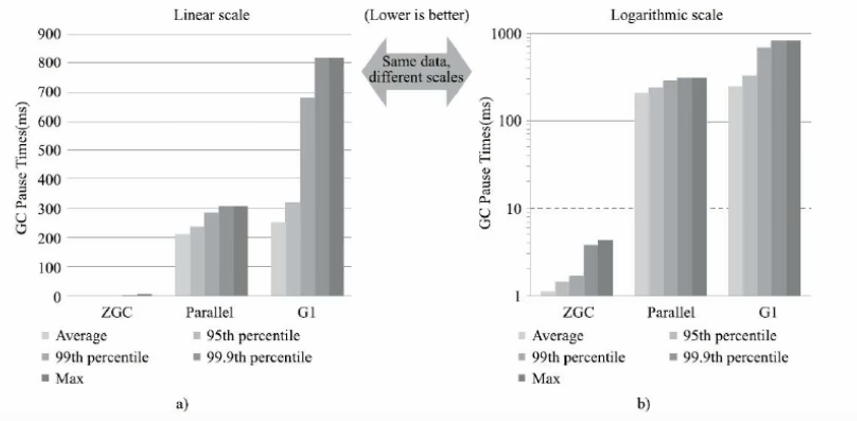 Linear scale
(Lower is better)
Logarithmic scale
Same data,
different scales
GC Pause Times(ms)
900
800
700
600
500
400
300
200
100
0
ZGC
Parallel
G1
Average
95th percentile
99th percentile
99.9th percentile
Max
a)
GC Pause Times(ms)
1000
100
10
1
ZGC
Parallel
G1
Average
95th percentile
99th percentile
99.9th percentile
Max
b)